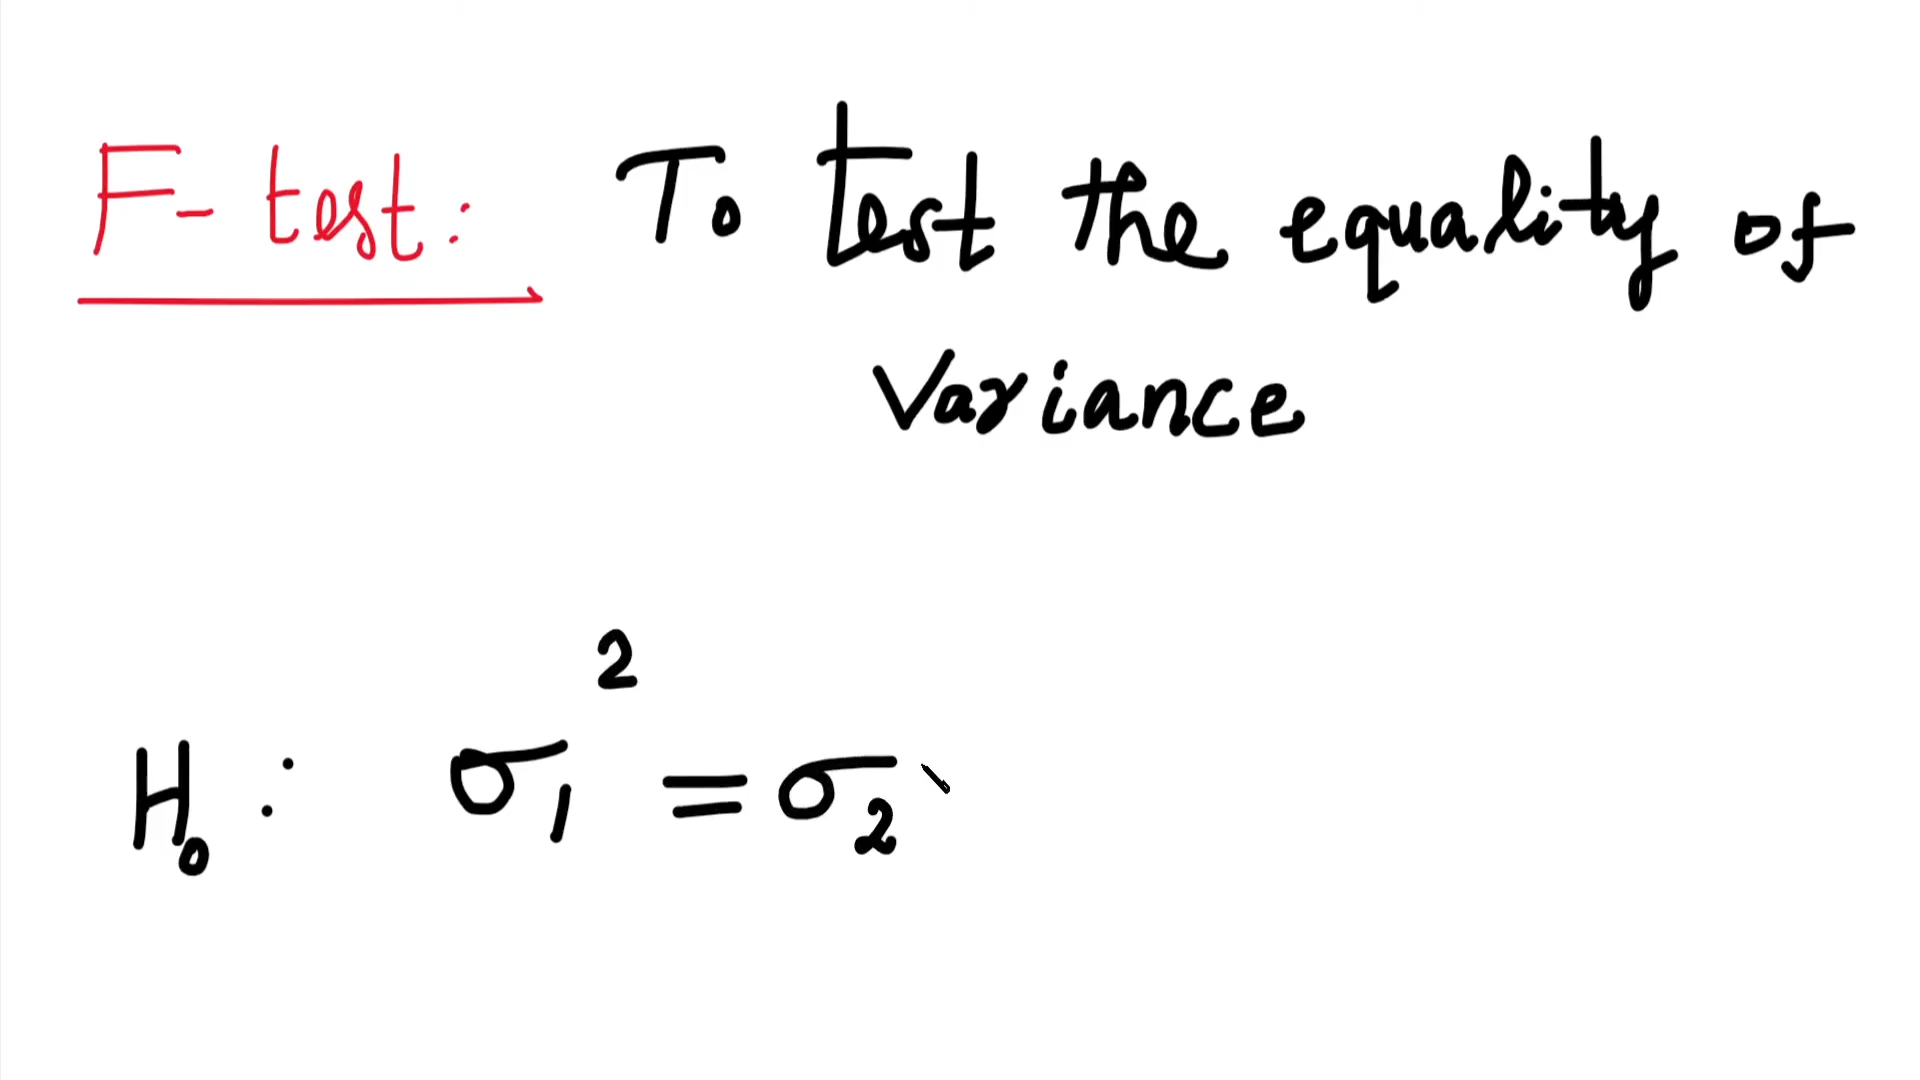 F-test: To test the equality of
Variance
H₀: σ₁² = σ₂